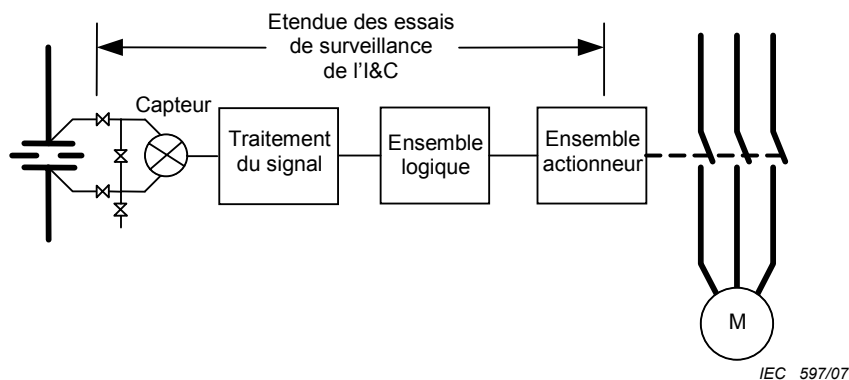 Etendue des essais
de surveillance
de l’I&C
Capteur
Traitement
du signal
Ensemble
logique
Ensemble
actionneur
M
IEC 597/07